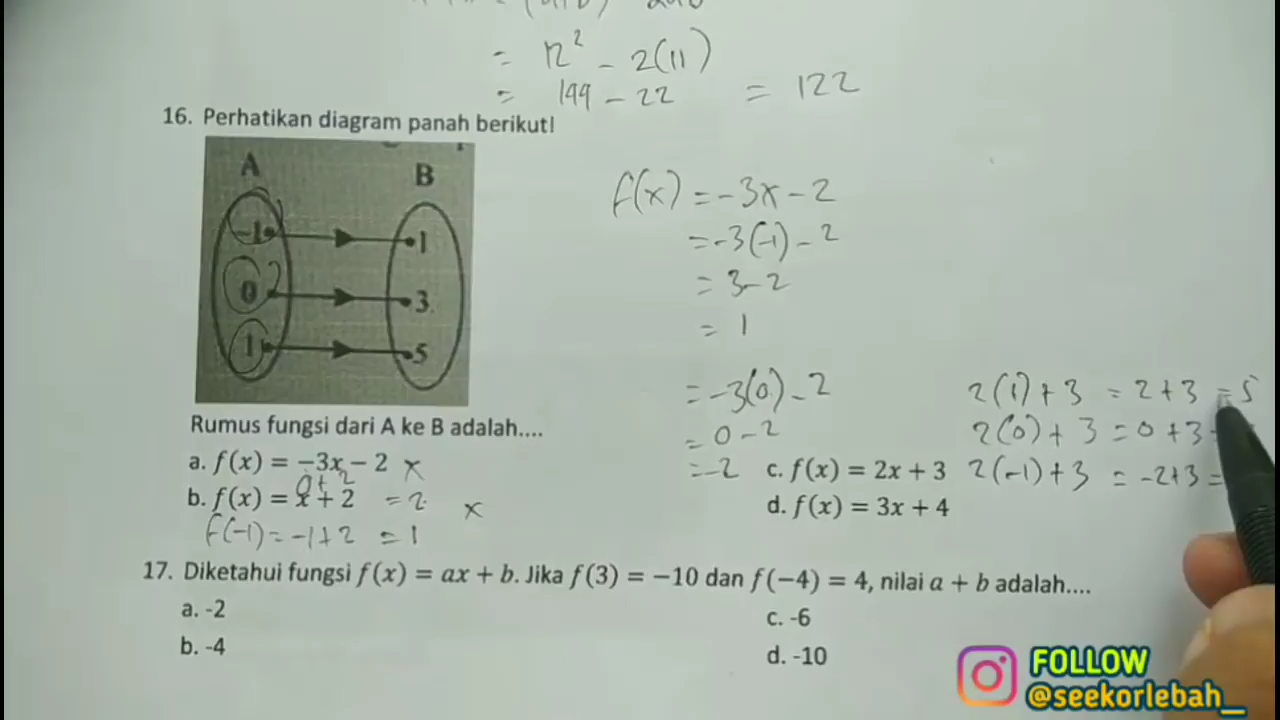 = 12² - 2(11)
= 144 - 22 = 122
16. Perhatikan diagram panah berikut!
A B
-1 1
0 3
1 5
f(x) = -3x - 2
= -3(-1) - 2
= 3 - 2
= 1
= -3(0) - 2
= 0 - 2
= -2
2(1) + 3 = 2 + 3 = 5
2(0) + 3 = 0 + 3
2(-1) + 3 = -2 + 3 =
Rumus fungsi dari A ke B adalah....
a. f(x) = −3x − 2 x
0 + 2
b. f(x) = x + 2 = 2 x
f(-1) = -1 + 2 = 1
c. f(x) = 2x + 3
d. f(x) = 3x + 4
17. Diketahui fungsi f(x) = ax + b. Jika f(3) = −10 dan f(−4) = 4, nilai a + b adalah....
a. -2
b. -4
c. -6
d. -10
FOLLOW
@seekorlebah_